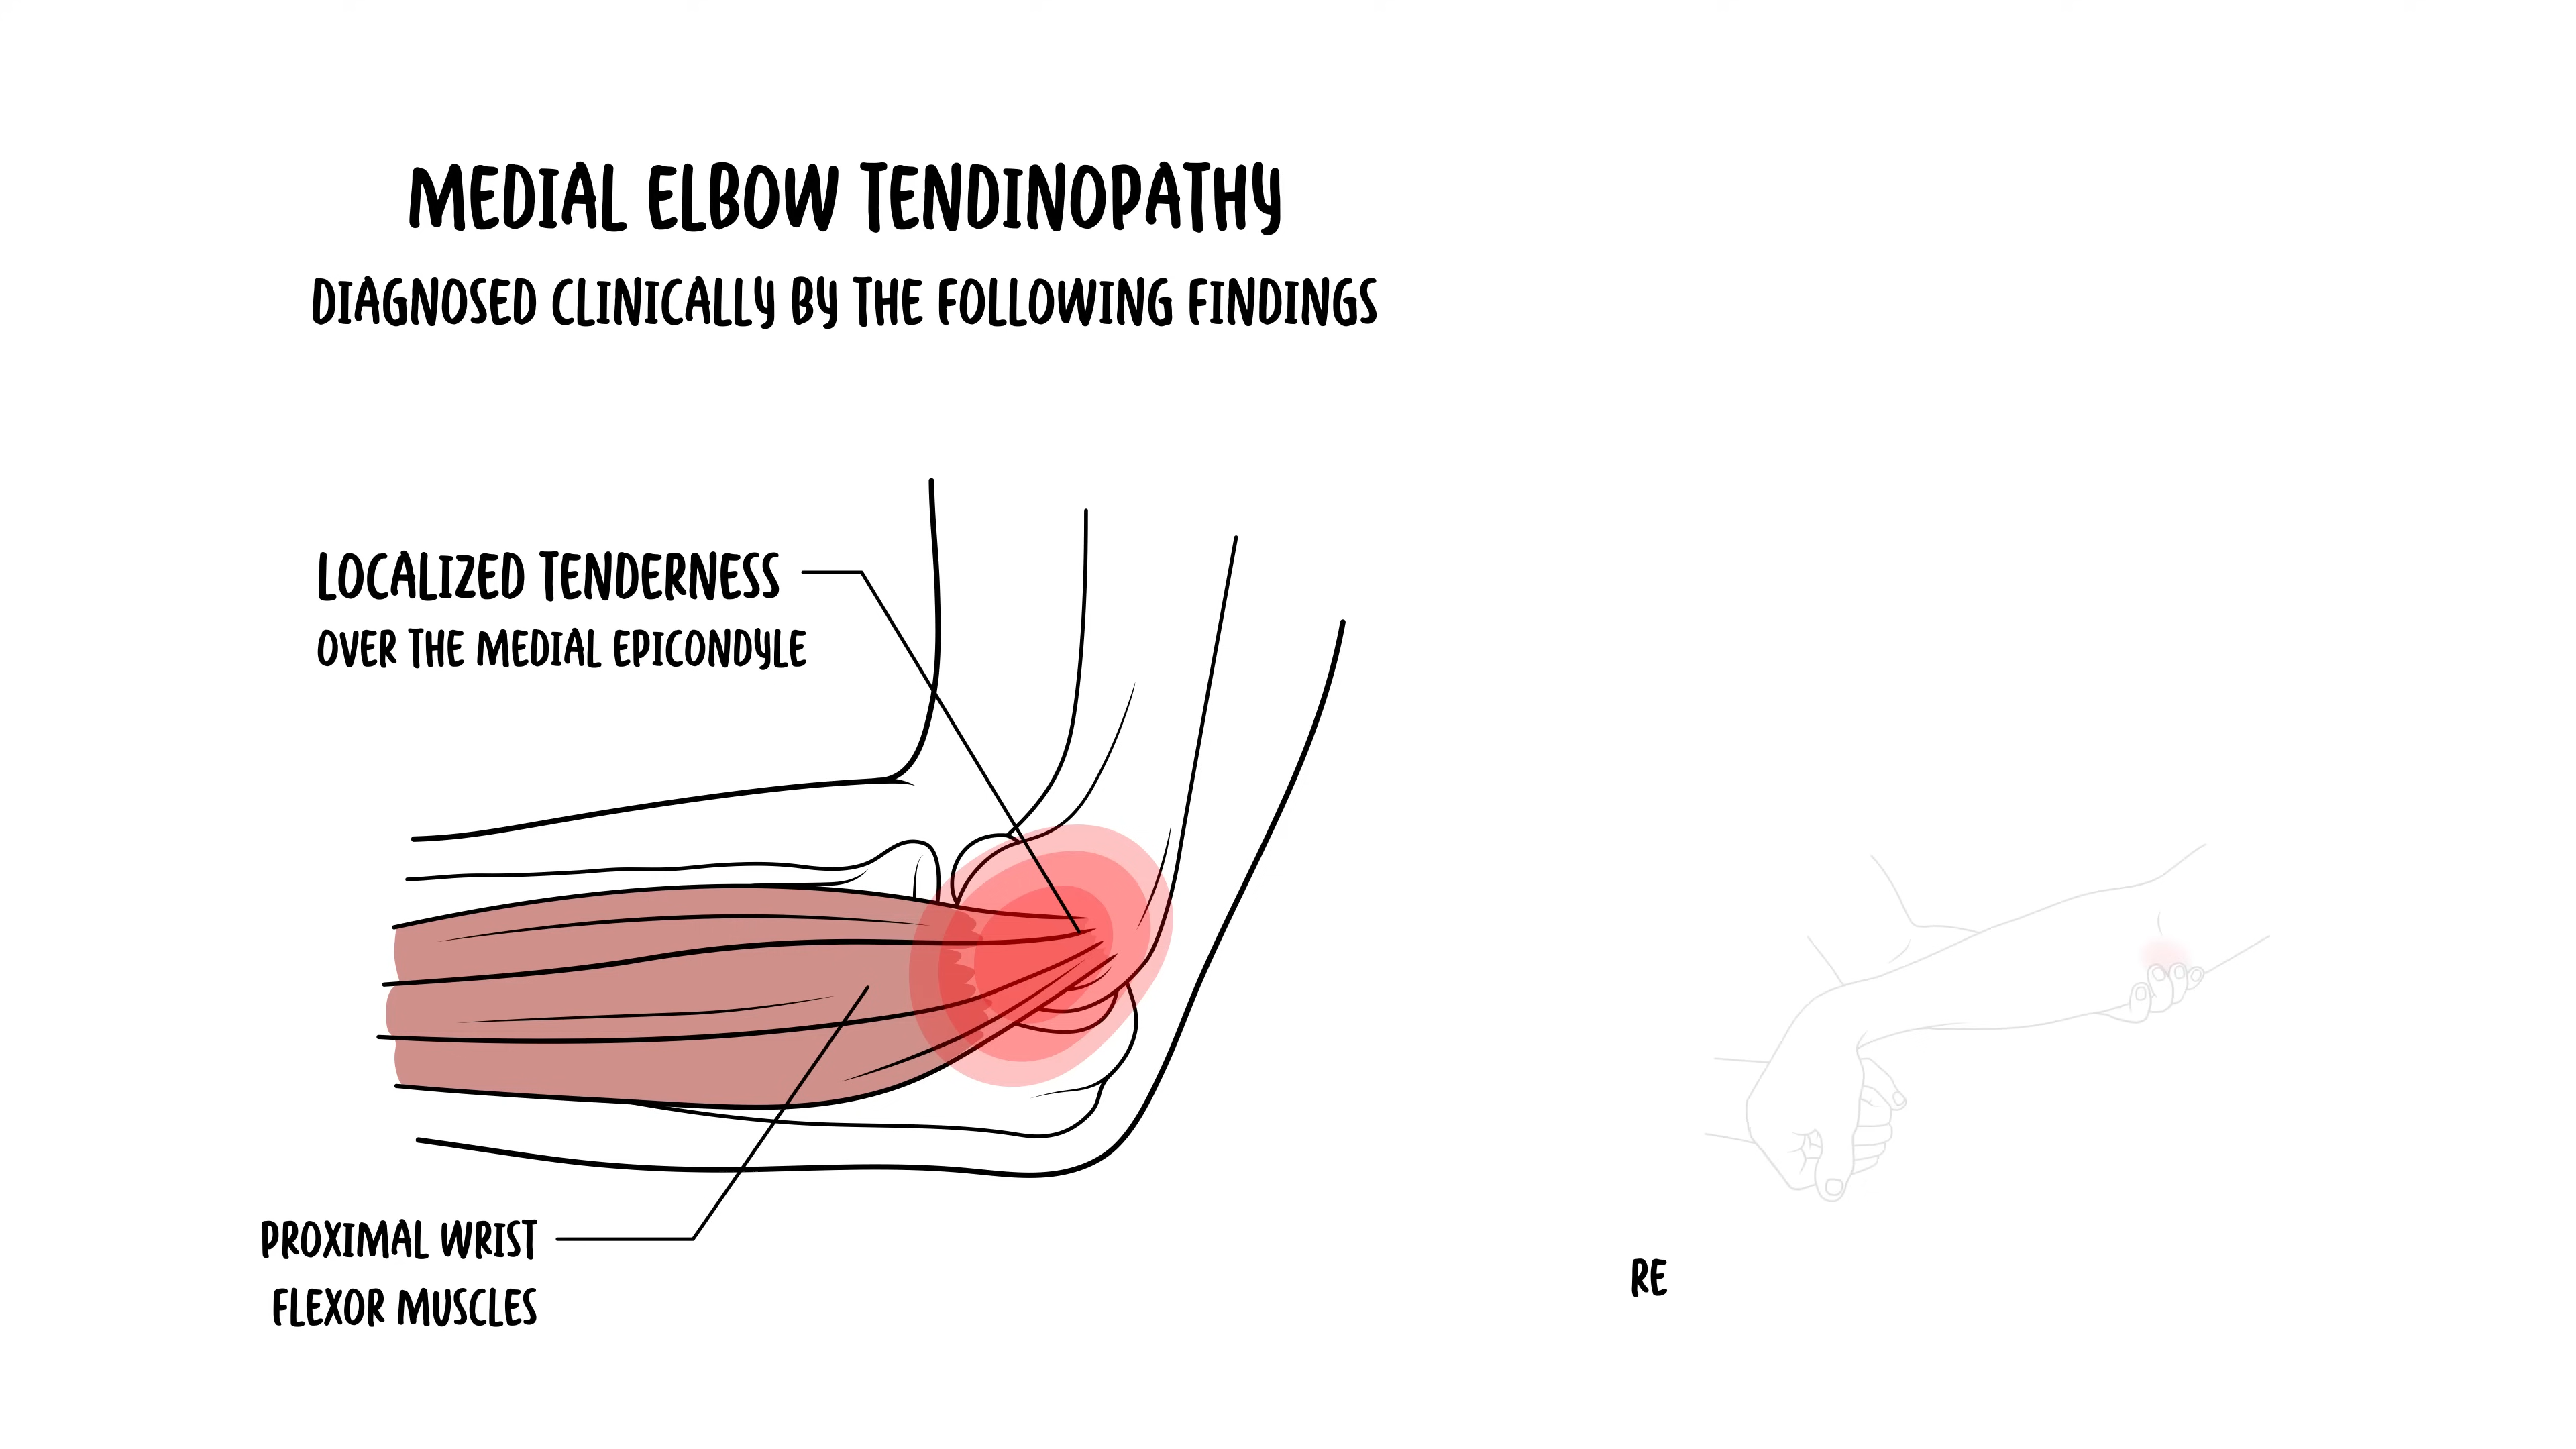 MEDIAL ELBOW TENDINOPATHY
DIAGNOSED CLINICALLY BY THE FOLLOWING FINDINGS
LOCALIZED TENDERNESS
OVER THE MEDIAL EPICONDYLE
PROXIMAL WRIST
FLEXOR MUSCLES
RE